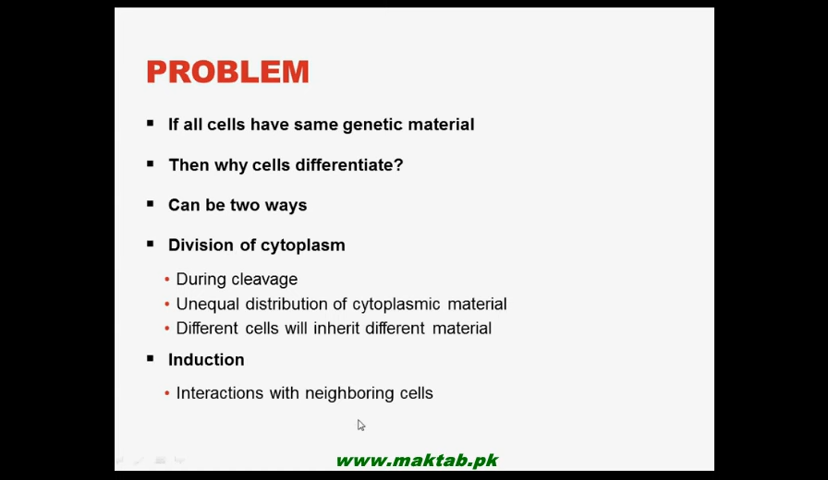 PROBLEM
If all cells have same genetic material
Then why cells differentiate?
Can be two ways
Division of cytoplasm
During cleavage
Unequal distribution of cytoplasmic material
Different cells will inherit different material
Induction
Interactions with neighboring cells
www.maktab.pk